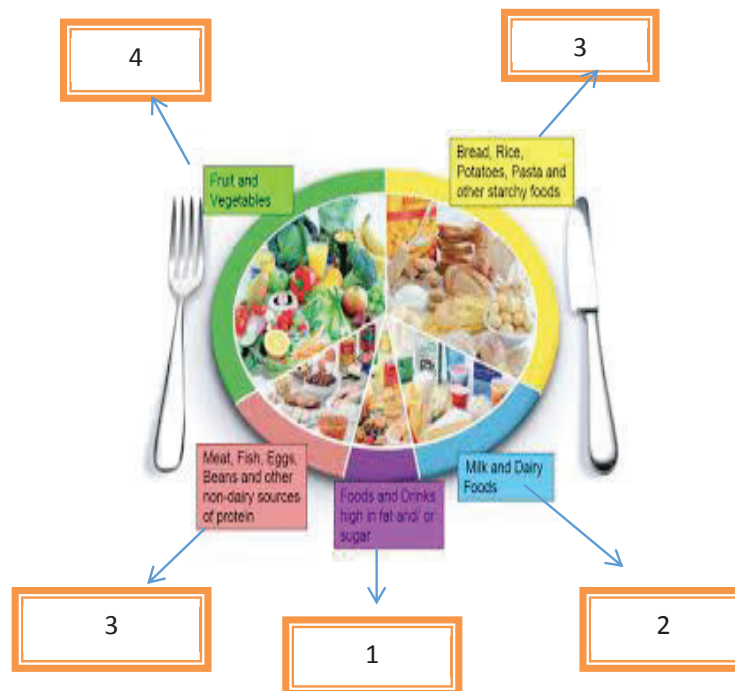 4
3
Fruit and
Vegetables
Bread, Rice,
Potatoes, Pasta and
other starchy foods
Meat, Fish, Eggs,
Beans and other
non-dairy sources
of protein
Foods and Drinks
high in fat and/ or
sugar
Milk and Dairy
Foods
3
1
2